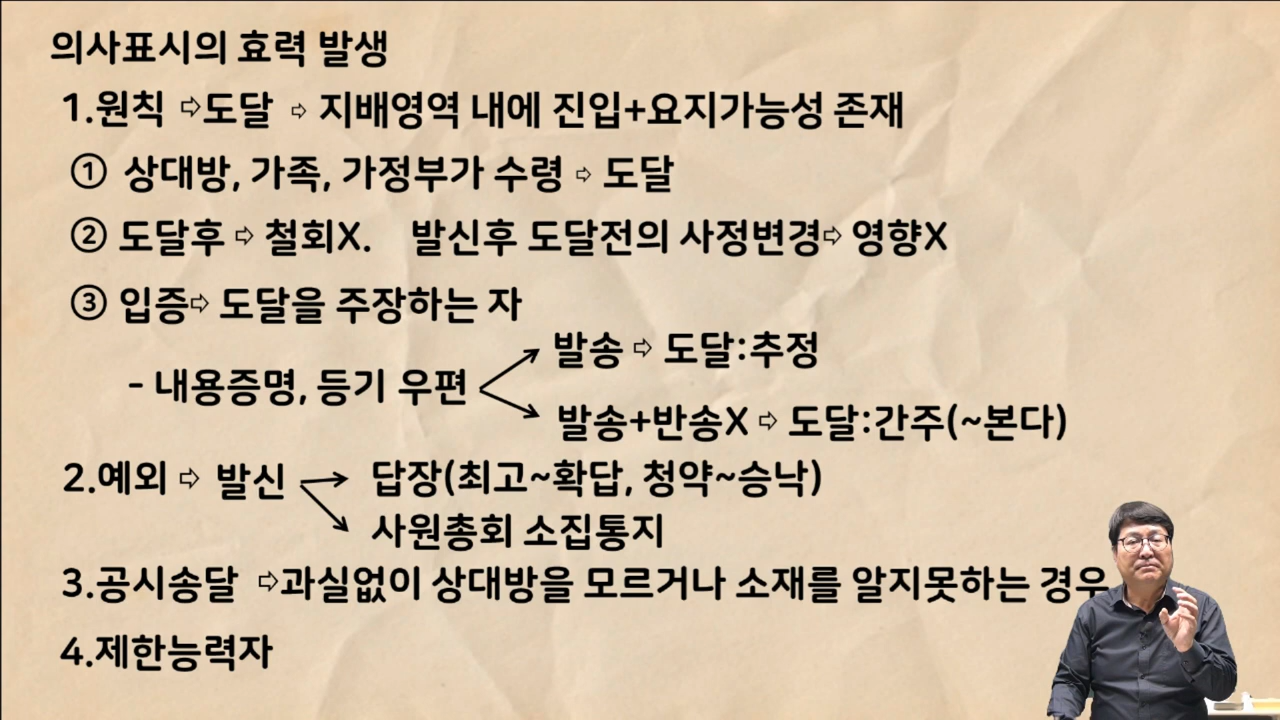 의사표시의 효력 발생
1.원칙 ⇨도달 ⇨ 지배영역 내에 진입+요지가능성 존재
① 상대방, 가족, 가정부가 수령 ⇨ 도달
② 도달후 ⇨ 철회X. 발신후 도달전의 사정변경⇨ 영향X
③ 입증⇨ 도달을 주장하는 자
발송 ⇨ 도달:추정
- 내용증명, 등기 우편
발송+반송X ⇨ 도달:간주(~본다)
2.예외 ⇨ 발신 답장(최고~확답, 청약~승낙)
사원총회 소집통지
3.공시송달 ⇨과실없이 상대방을 모르거나 소재를 알지못하는 경우
4.제한능력자